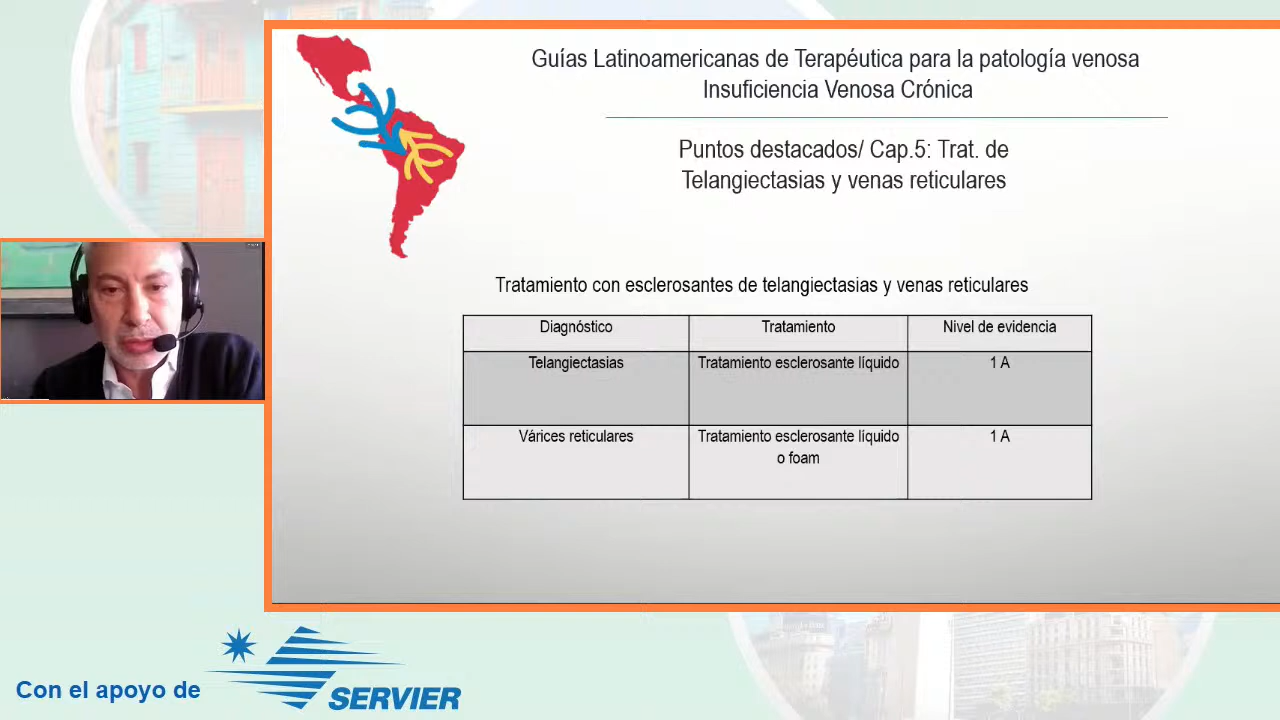 Guías Latinoamericanas de Terapéutica para la patología venosa
Insuficiencia Venosa Crónica
Puntos destacados/ Cap.5: Trat. de
Telangiectasias y venas reticulares
Tratamiento con esclerosantes de telangiectasias y venas reticulares
Diagnóstico
Tratamiento
Nivel de evidencia
Telangiectasias
Tratamiento esclerosante líquido
1 A
Várices reticulares
Tratamiento esclerosante líquido
o foam
1 A
Con el apoyo de
SERVIER